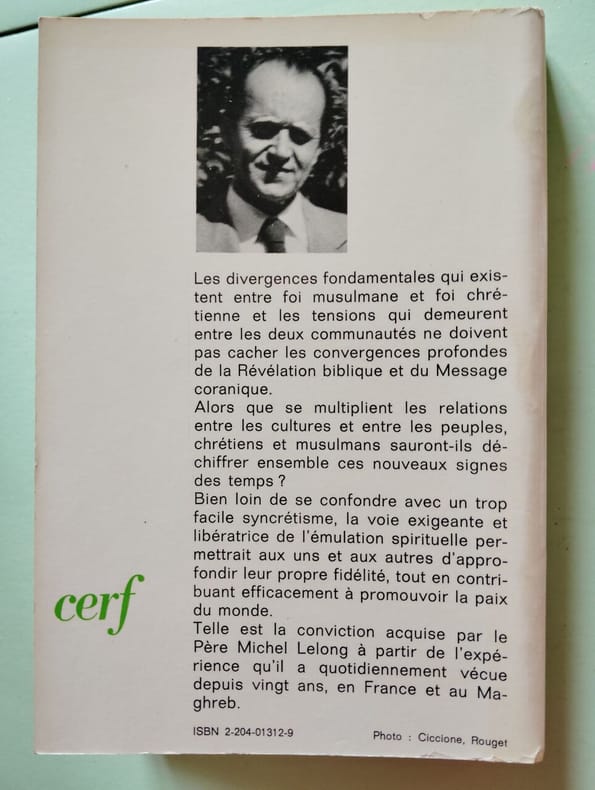 Les divergences fondamentales qui exis-
tent entre foi musulmane et foi chré-
tienne et les tensions qui demeurent
entre les deux communautés ne doivent
pas cacher les convergences profondes
de la Révélation biblique et du Message
coranique.
Alors que se multiplient les relations
entre les cultures et entre les peuples,
chrétiens et musulmans sauront-ils dé-
chiffrer ensemble ces nouveaux signes
des temps ?
Bien loin de se confondre avec un trop
facile syncrétisme, la voie exigeante et
libératrice de l'émulation spirituelle per-
mettrait aux uns et aux autres d'appro-
fondir leur propre fidélité, tout en contri-
buant efficacement à promouvoir la paix
du monde.
Telle est la conviction acquise par le
Père Michel Lelong à partir de l'expé-
rience qu'il a quotidiennement vécue
depuis vingt ans, en France et au Ma-
ghreb.
cerf
ISBN 2-204-01312-9
Photo : Ciccione, Rouget